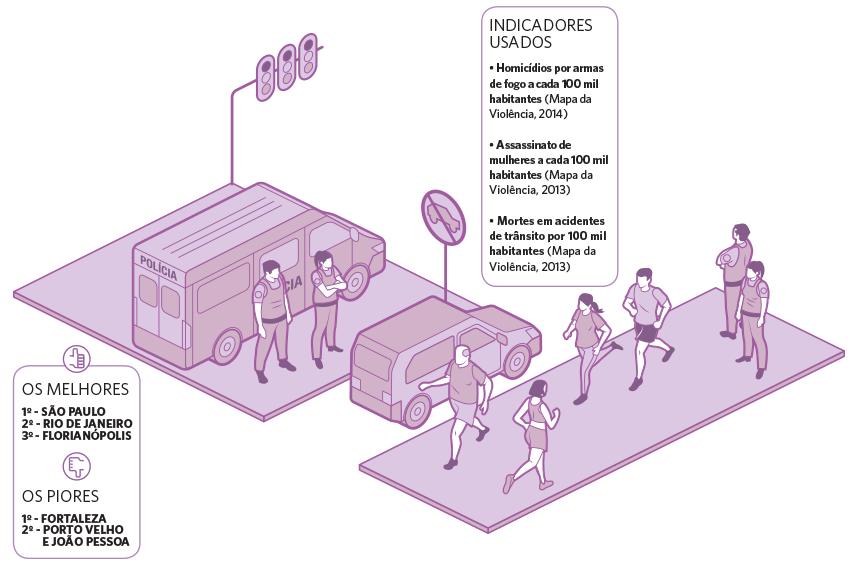 INDICADORES
USADOS
• Homicídios por armas
de fogo a cada 100 mil
habitantes (Mapa da
Violência, 2014)
• Assassinato de
mulheres a cada 100 mil
habitantes (Mapa da
Violência, 2013)
• Mortes em acidentes
de trânsito por 100 mil
habitantes (Mapa da
Violência, 2013)
POLÍCIA
CIA
OS MELHORES
1º - SÃO PAULO
2º - RIO DE JANEIRO
3º - FLORIANÓPOLIS
OS PIORES
1º - FORTALEZA
2º - PORTO VELHO
E JOÃO PESSOA